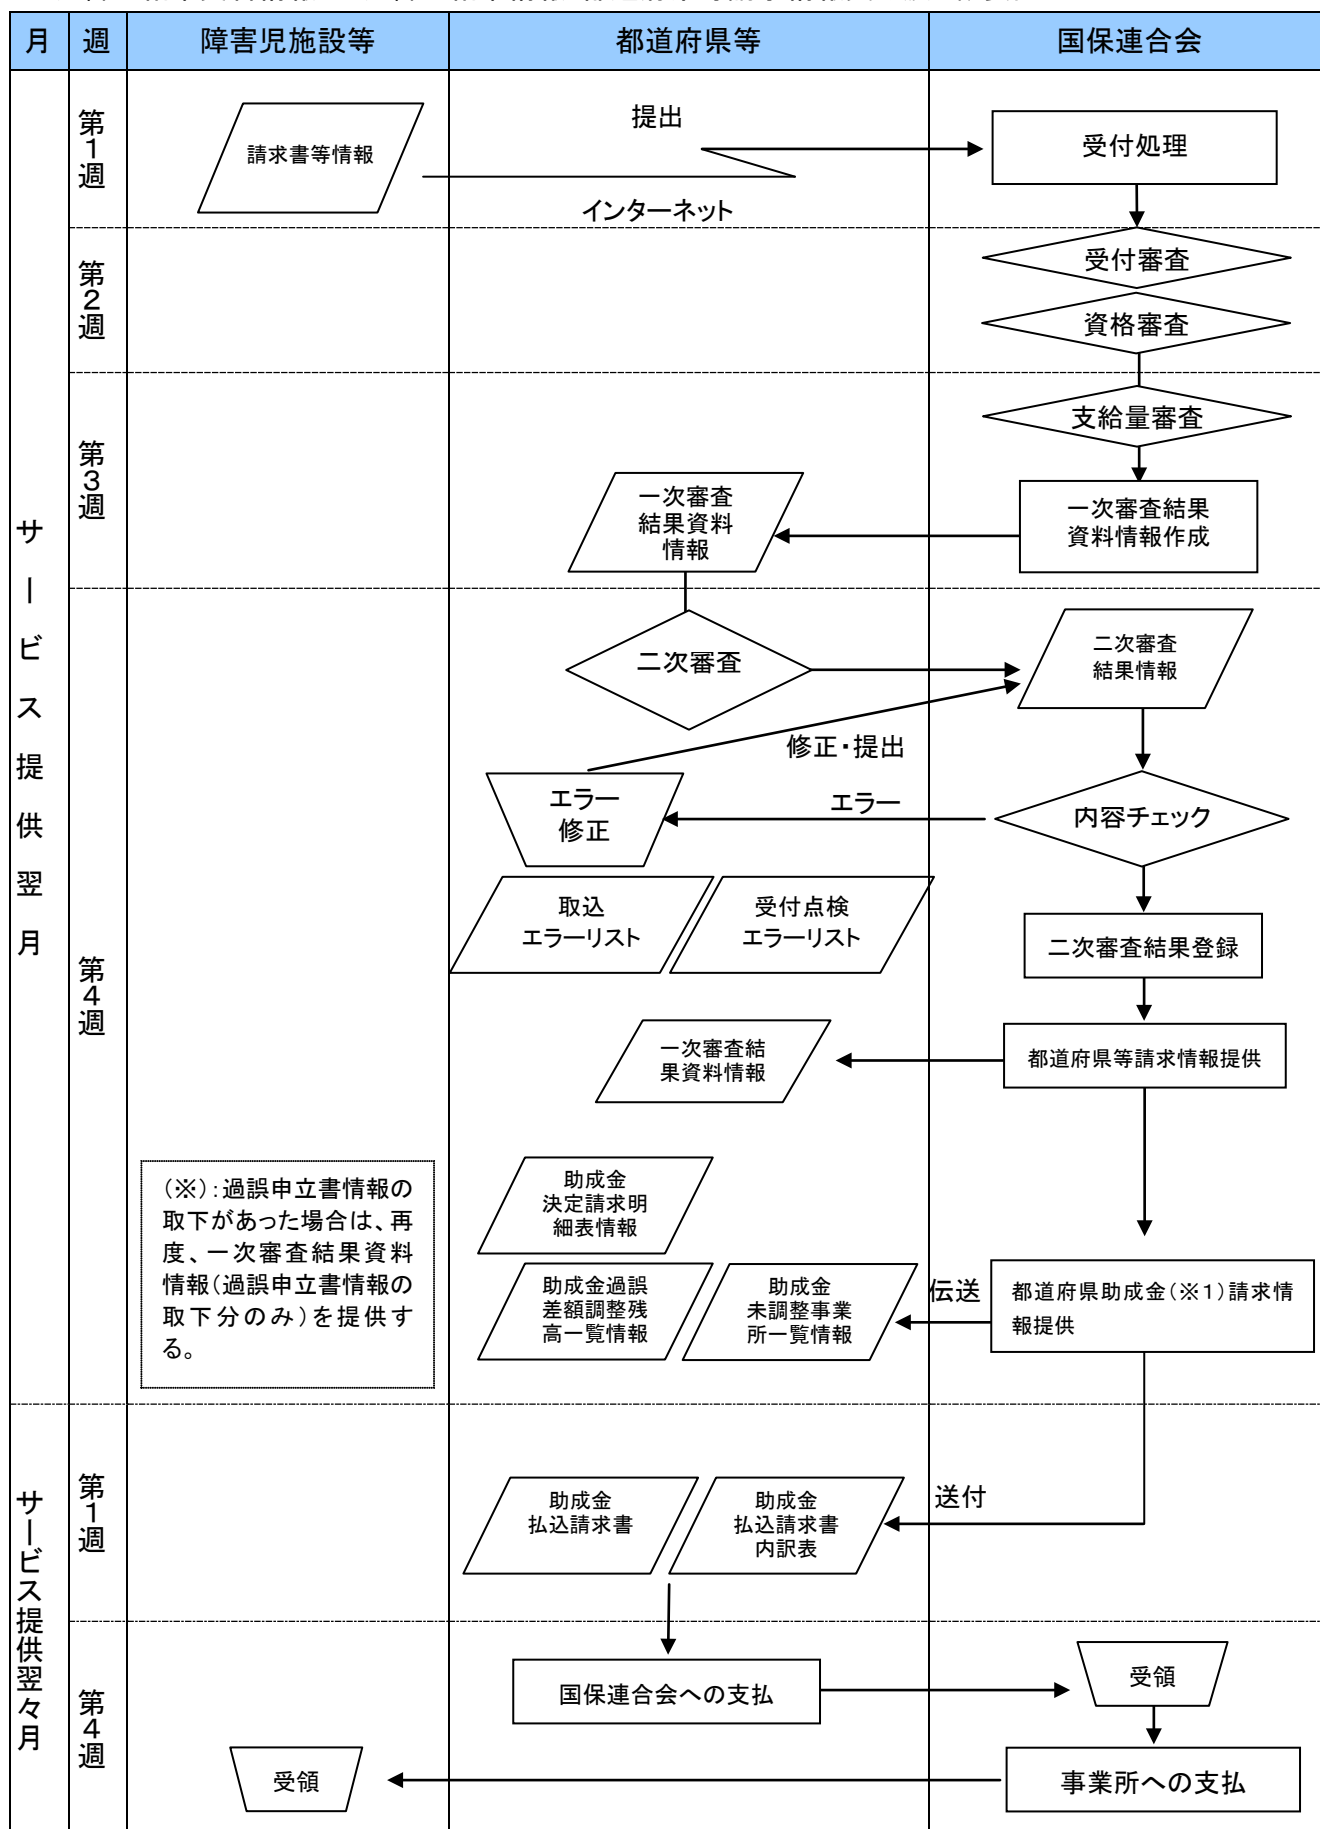 月 週 障害児施設等 都道府県等 国保連合会
サービス提供翌月
第1週
請求書等情報
提出
インターネット
受付処理
第2週
受付審査
資格審査
第3週
支給量審査
一次審査
結果資料
情報
一次審査結果
資料情報作成
第4週
二次審査
二次審査
結果情報
修正・提出
エラー
修正
エラー
内容チェック
取込
エラーリスト
受付点検
エラーリスト
二次審査結果登録
一次審査結
果資料情報
都道府県等請求情報提供
(※):過誤申立書情報の
取下があった場合は、再
度、一次審査結果資料
情報(過誤申立書情報の
取下分のみ)を提供す
る。
助成金
決定請求明
細表情報
助成金過誤
差額調整残
高一覧情報
助成金
未調整事業
所一覧情報
伝送
都道府県助成金(※1)請求情
報提供
サービス提供翌々月
第1週
助成金
払込請求書
助成金
払込請求書
内訳表
送付
第4週
国保連合会への支払
受領
受領
事業所への支払